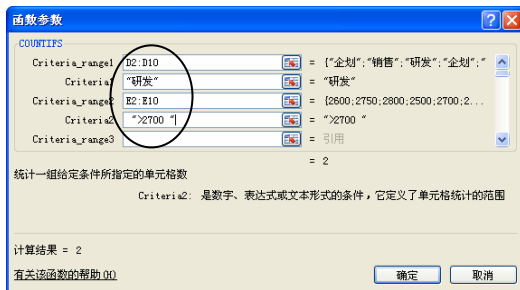 函数参数
COUNTIFS
Criteria_range1 D2:D10 = {"企划";"销售";"研发";"企划";"
Criteria1 "研发" = "研发"
Criteria_range2 E2:E10 = {2600;2750;2800;2500;2700;2...
Criteria2 ">2700 " = ">2700 "
Criteria_range3 = 引用
= 2
统计一组给定条件所指定的单元格数
Criteria2: 是数字、表达式或文本形式的条件，它定义了单元格统计的范围
计算结果 = 2
有关该函数的帮助(H) 确定 取消